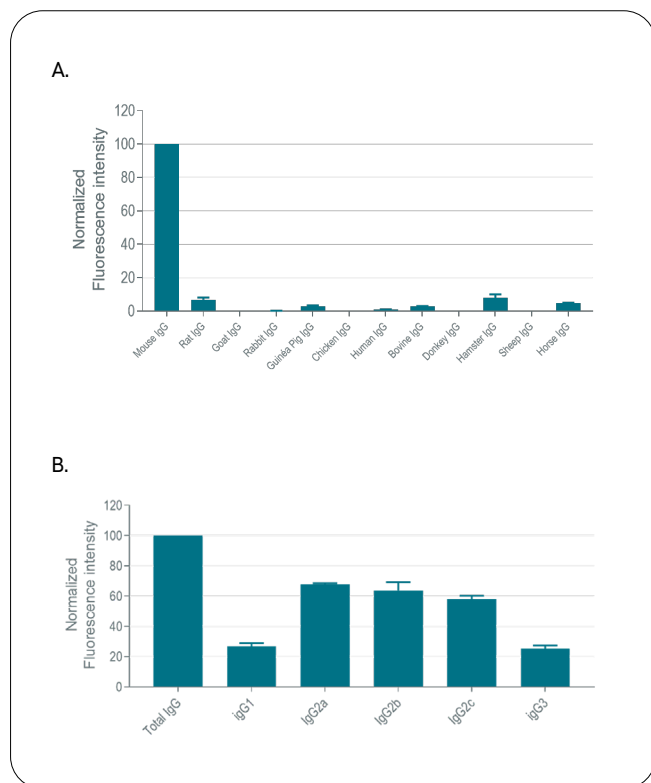 A.
Normalized
Fluorescence intensity
120
100
80
60
40
20
0
Mouse IgG
Rat IgG
Goat IgG
Rabbit IgG
Guinéa Pig IgG
Chicken IgG
Human IgG
Bovine IgG
Donkey IgG
Hamster IgG
Sheep IgG
Horse IgG
B.
Normalized
Fluorescence intensity
120
100
80
60
40
20
0
Total IgG
igG1
IgG2a
IgG2b
IgG2c
igG3